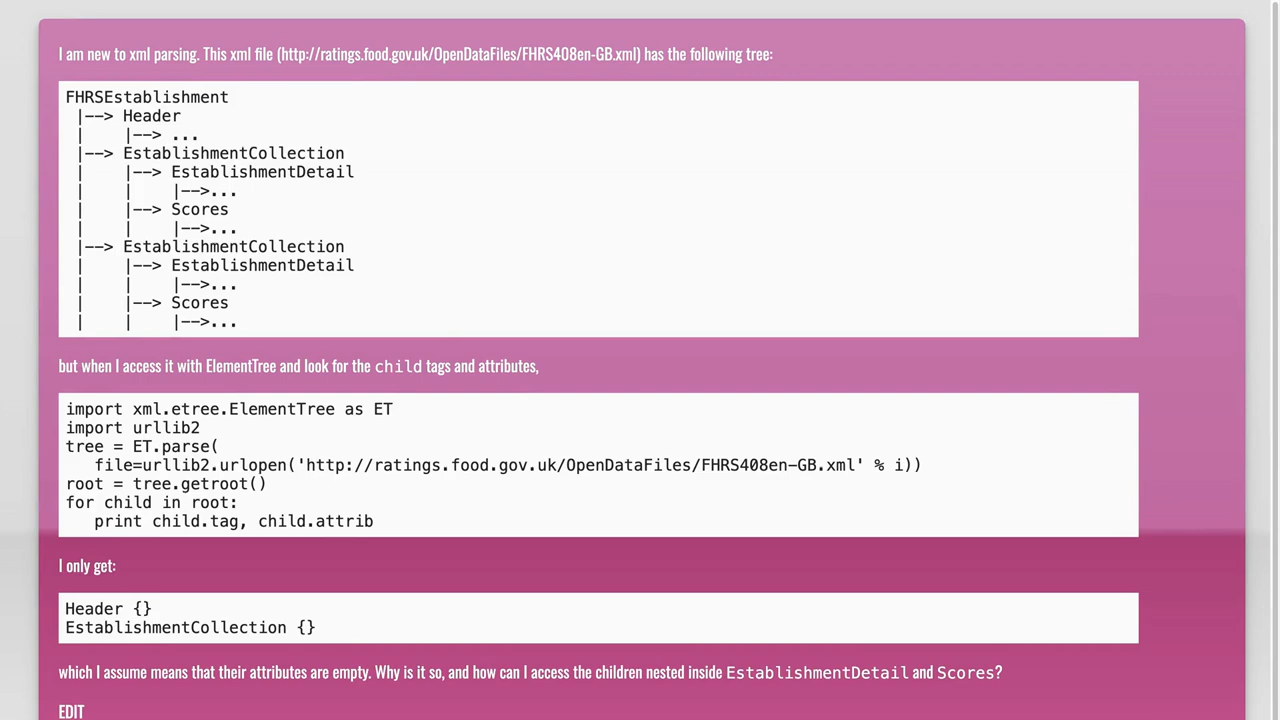 I am new to xml parsing. This xml file (http://ratings.food.gov.uk/OpenDataFiles/FHRS408en-GB.xml) has the following tree:
FHRSEstablishment
 |--> Header
 |    |--> ...
 |--> EstablishmentCollection
 |    |--> EstablishmentDetail
 |    |    |-->...
 |    |--> Scores
 |    |    |-->...
 |--> EstablishmentCollection
 |    |--> EstablishmentDetail
 |    |    |-->...
 |    |--> Scores
 |    |    |-->...
but when I access it with ElementTree and look for the child tags and attributes,
import xml.etree.ElementTree as ET
import urllib2
tree = ET.parse(
   file=urllib2.urlopen('http://ratings.food.gov.uk/OpenDataFiles/FHRS408en-GB.xml' % i))
root = tree.getroot()
for child in root:
   print child.tag, child.attrib
I only get:
Header {}
EstablishmentCollection {}
which I assume means that their attributes are empty. Why is it so, and how can I access the children nested inside EstablishmentDetail and Scores?
EDIT